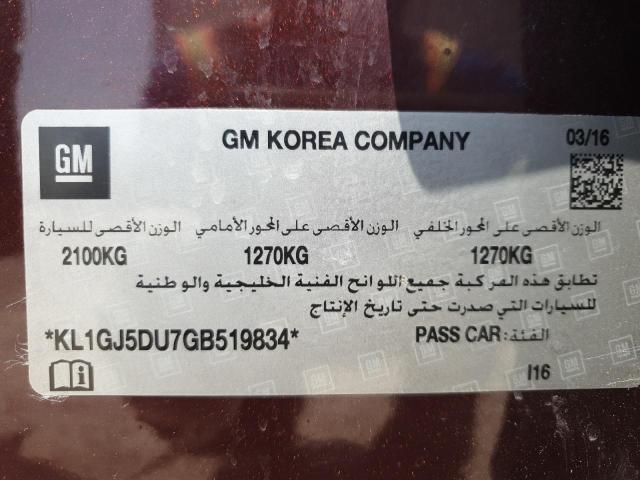 GM
GM KOREA COMPANY
03/16
الوزن الأقصى على المحور الخلفي الوزن الأقصى على المحور الأمامي الوزن الأقصى للسيارة
2100KG 1270KG 1270KG
تطابق هذه المركبة جميع اللوائح الفنية الخليجية والوطنية
للسيارات التي صدرت حتى تاريخ الإنتاج
*KL1GJ5DU7GB519834*
الفئة: PASS CAR
I16